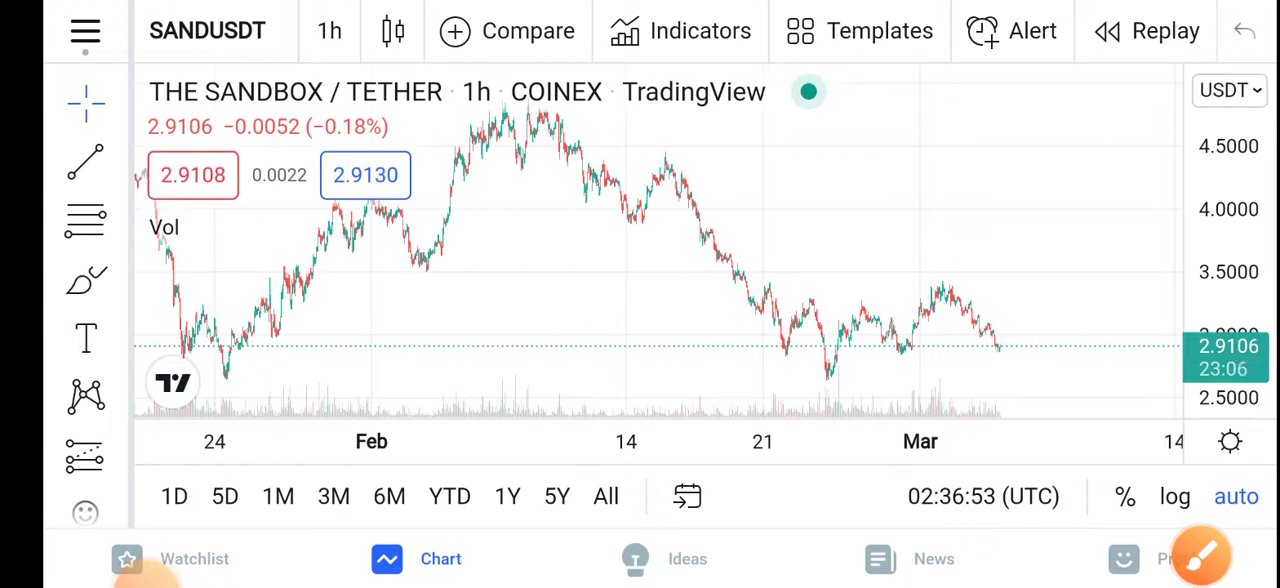 SANDUSDT 1h Compare Indicators Templates Alert Replay
THE SANDBOX / TETHER · 1h · COINEX · TradingView
USDT
2.9106 −0.0052 (−0.18%)
2.9108 0.0022 2.9130
Vol
4.5000
4.0000
3.5000
2.9106
23:06
2.5000
24 Feb 14 21 Mar 14
1D 5D 1M 3M 6M YTD 1Y 5Y All 02:36:53 (UTC) % log auto
Watchlist Chart Ideas News